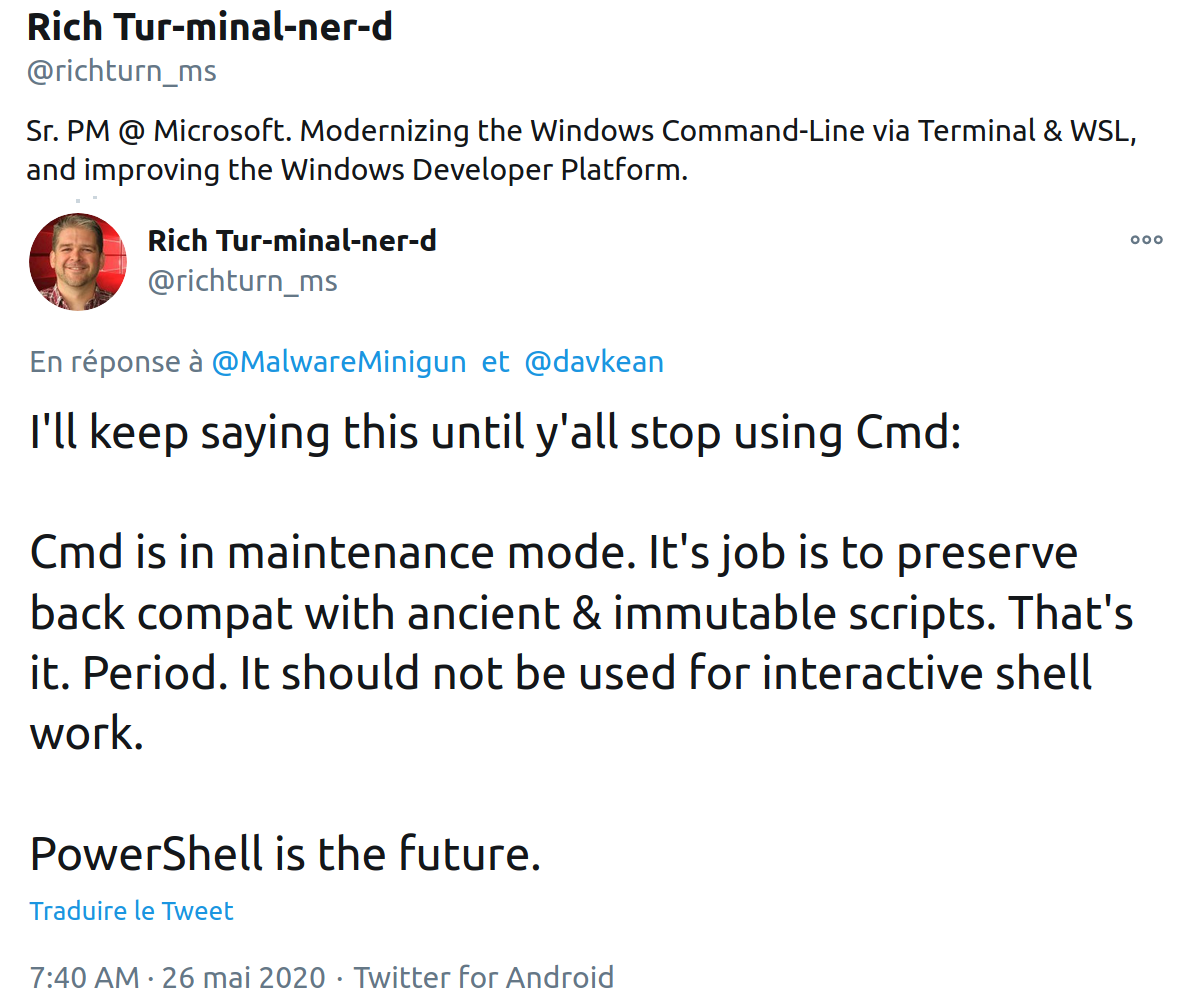 Rich Tur-minal-ner-d
@richturn_ms
Sr. PM @ Microsoft. Modernizing the Windows Command-Line via Terminal & WSL,
and improving the Windows Developer Platform.
Rich Tur-minal-ner-d
@richturn_ms
En réponse à @MalwareMinigun et @davkean
I'll keep saying this until y'all stop using Cmd:
Cmd is in maintenance mode. It's job is to preserve
back compat with ancient & immutable scripts. That's
it. Period. It should not be used for interactive shell
work.
PowerShell is the future.
Traduire le Tweet
7:40 AM · 26 mai 2020 · Twitter for Android